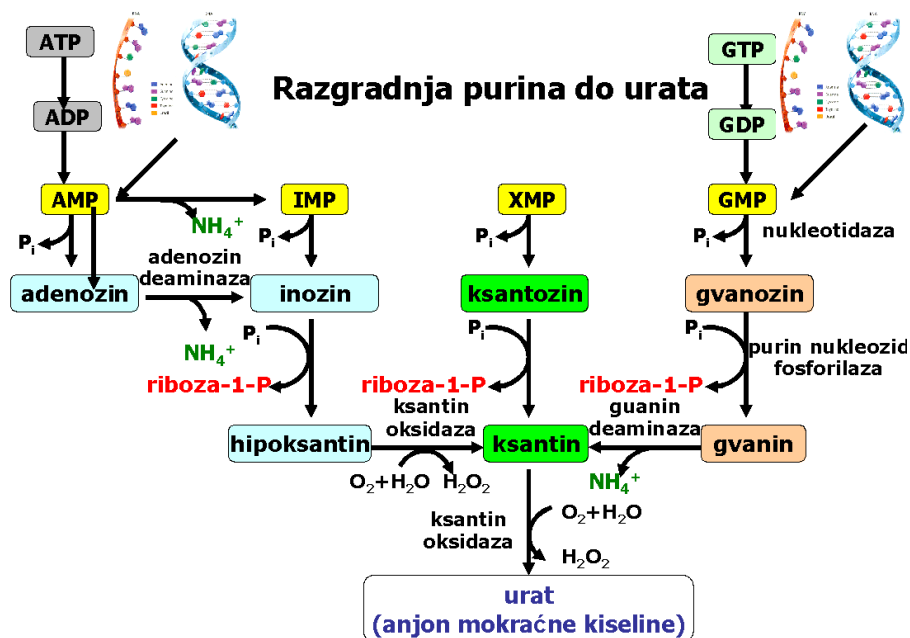 ATP
GTP
Razgradnja purina do urata
ADP
GDP
AMP
IMP
XMP
GMP
NH₄⁺
Pᵢ
Pᵢ
Pᵢ
Pᵢ
nukleotidaza
adenozin
deaminaza
adenozin
inozin
ksantozin
gvanozin
NH₄⁺
Pᵢ
Pᵢ
Pᵢ
purin nukleozid
fosforilaza
riboza-1-P
riboza-1-P
riboza-1-P
ksantin
oksidaza
guanin
deaminaza
hipoksantin
ksantin
gvanin
O₂+H₂O
H₂O₂
NH₄⁺
ksantin
oksidaza
O₂+H₂O
H₂O₂
urat
(anjon mokraćne kiseline)